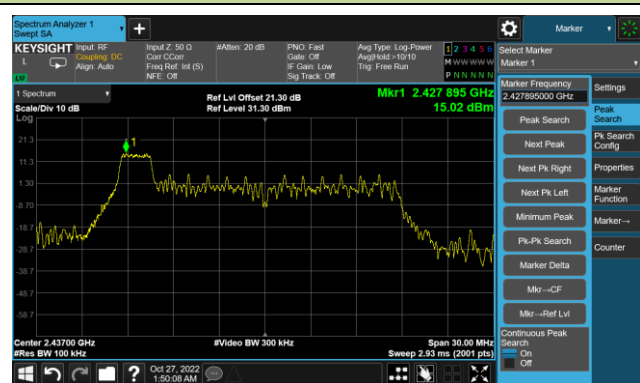 Spectrum Analyzer 1
Swept SA
Marker
KEYSIGHT
L
LW
Input: RF
Coupling: DC
Align: Auto
Input Z: 50 Ω
Corr CCorr
Freq Ref: Int (S)
NFE: Off
#Atten: 20 dB
PNO: Fast
Gate: Off
IF Gain: Low
Sig Track: Off
Avg Type: Log-Power
Avg|Hold:>10/10
Trig: Free Run
1 2 3 4 5 6
M W W W W W
P N N N N N
Select Marker
Marker 1
1 Spectrum
Scale/Div 10 dB
Log
Ref Lvl Offset 21.30 dB
Ref Level 31.30 dBm
Mkr1 2.427 895 GHz
15.02 dBm
1
21.3
11.3
1.30
-8.70
-18.7
-28.7
-38.7
-48.7
-58.7
Center 2.43700 GHz
#Res BW 100 kHz
#Video BW 300 kHz
Span 30.00 MHz
Sweep 2.93 ms (2001 pts)
Marker Frequency
2.427895000 GHz
Peak Search
Next Peak
Next Pk Right
Next Pk Left
Minimum Peak
Pk-Pk Search
Marker Delta
Mkr→CF
Mkr→Ref Lvl
Continuous Peak
Search
On
Off
Settings
Peak
Search
Pk Search
Config
Properties
Marker
Function
Marker→
Counter
?
Oct 27, 2022
1:50:08 AM